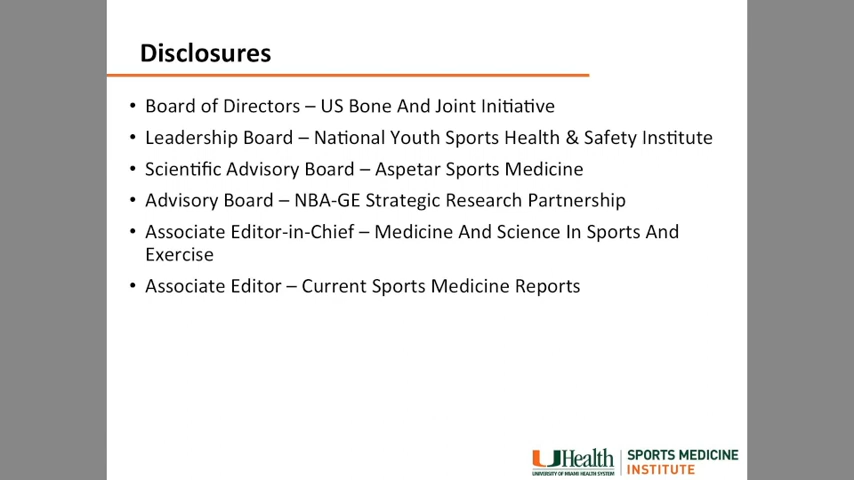 Disclosures
• Board of Directors – US Bone And Joint Initiative
• Leadership Board – National Youth Sports Health & Safety Institute
• Scientific Advisory Board – Aspetar Sports Medicine
• Advisory Board – NBA-GE Strategic Research Partnership
• Associate Editor-in-Chief – Medicine And Science In Sports And
Exercise
• Associate Editor – Current Sports Medicine Reports
UHealth
UNIVERSITY OF MIAMI HEALTH SYSTEM
SPORTS MEDICINE
INSTITUTE